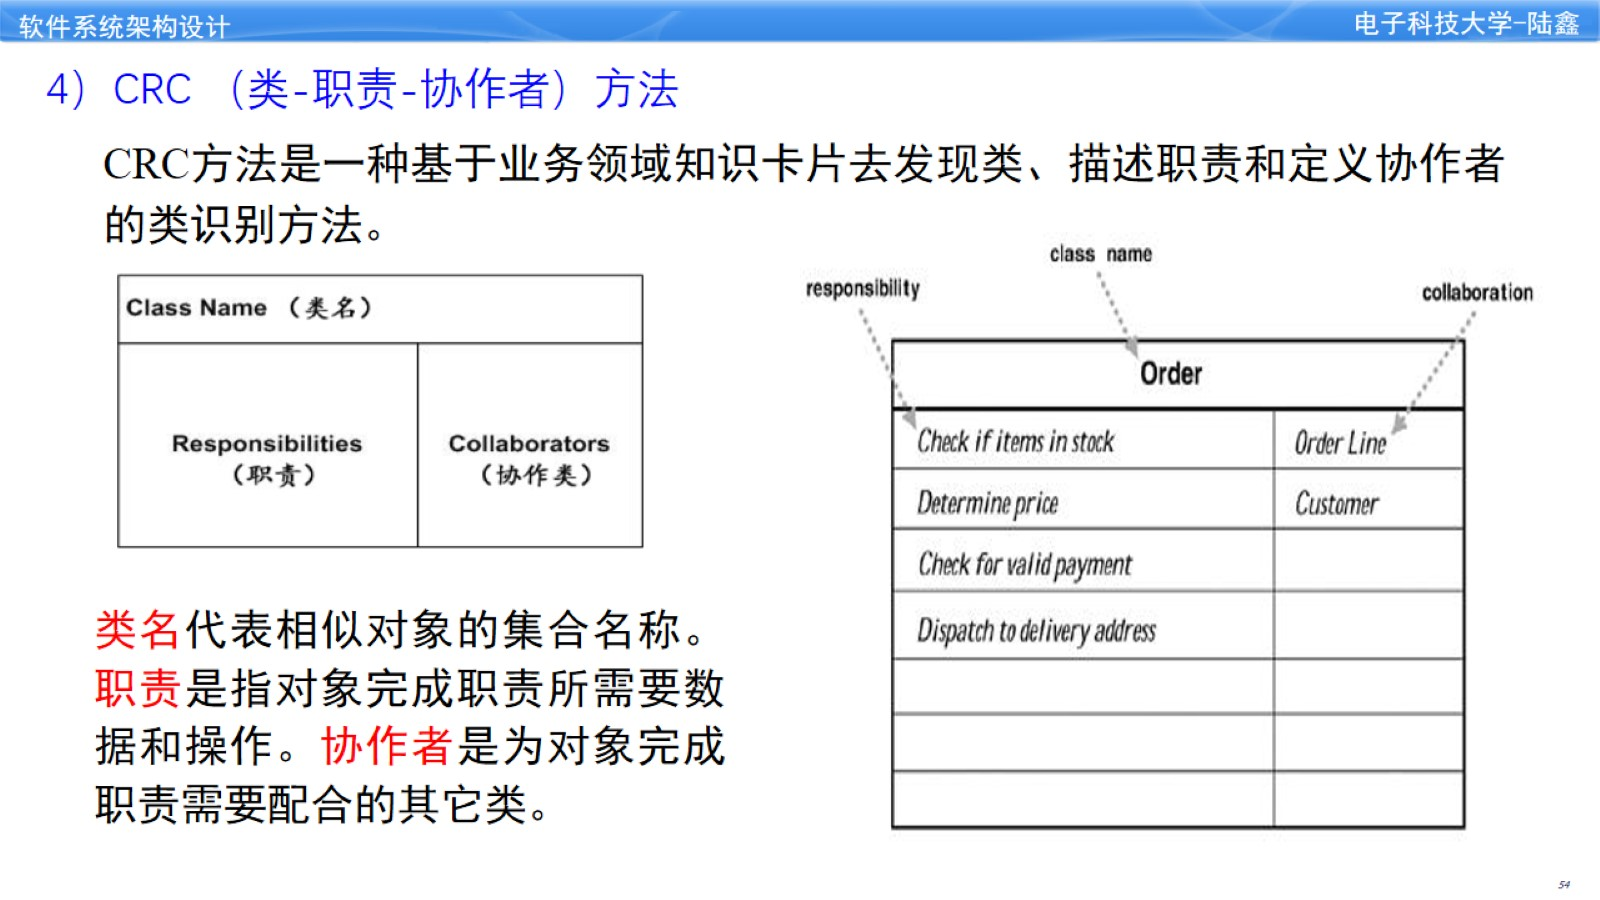 软件系统架构设计
电子科技大学-陆鑫
4）CRC （类-职责-协作者）方法
CRC方法是一种基于业务领域知识卡片去发现类、描述职责和定义协作者
的类识别方法。
Class Name （类名）
Responsibilities
（职责）
Collaborators
（协作类）
类名代表相似对象的集合名称。
职责是指对象完成职责所需要数
据和操作。协作者是为对象完成
职责需要配合的其它类。
class name
responsibility
collaboration
Order
Check if items in stock
Order Line
Determine price
Customer
Check for valid payment
Dispatch to delivery address
54